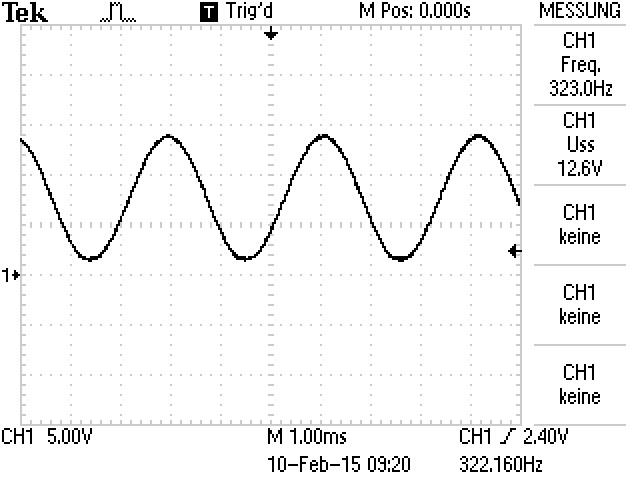 Tek T Trig'd M Pos: 0.000s MESSUNG
CH1
Freq.
323.0Hz
CH1
Uss
12.6V
CH1
keine
1
CH1
keine
CH1
keine
CH1 5.00V M 1.00ms CH1 2.40V
10-Feb-15 09:20 322.160Hz